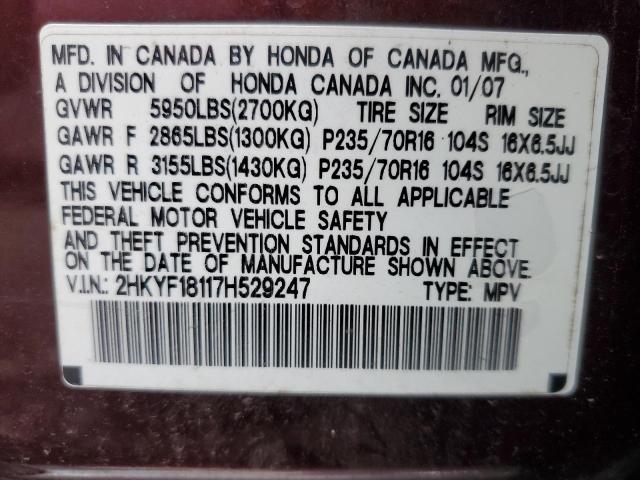 MFD. IN CANADA BY HONDA OF CANADA MFG.,
A DIVISION OF HONDA CANADA INC. 01/07
GVWR 5950LBS(2700KG) TIRE SIZE RIM SIZE
GAWR F 2865LBS(1300KG) P235/70R16 104S 16X6.5JJ
GAWR R 3155LBS(1430KG) P235/70R16 104S 16X6.5JJ
THIS VEHICLE CONFORMS TO ALL APPLICABLE
FEDERAL MOTOR VEHICLE SAFETY
AND THEFT PREVENTION STANDARDS IN EFFECT
ON THE DATE OF MANUFACTURE SHOWN ABOVE.
V.I.N.: 2HKYF18117H529247 TYPE: MPV